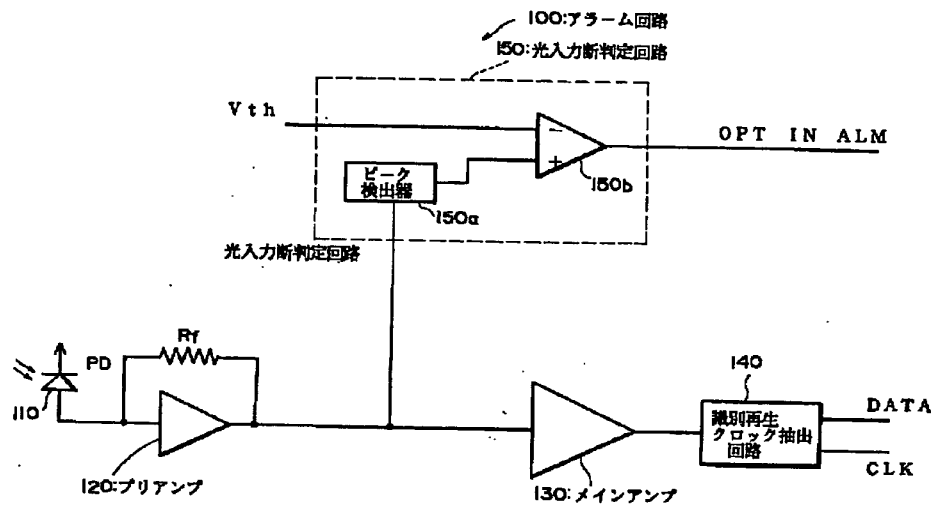 100:アラーム回路
150:光入力断判定回路
Vth
OPT IN ALM
ピーク
検出器
150a
150b
光入力断判定回路
Rf
PD
110
120:プリアンプ
130:メインアンプ
140
識別再生
クロック抽出
回路
DATA
CLK